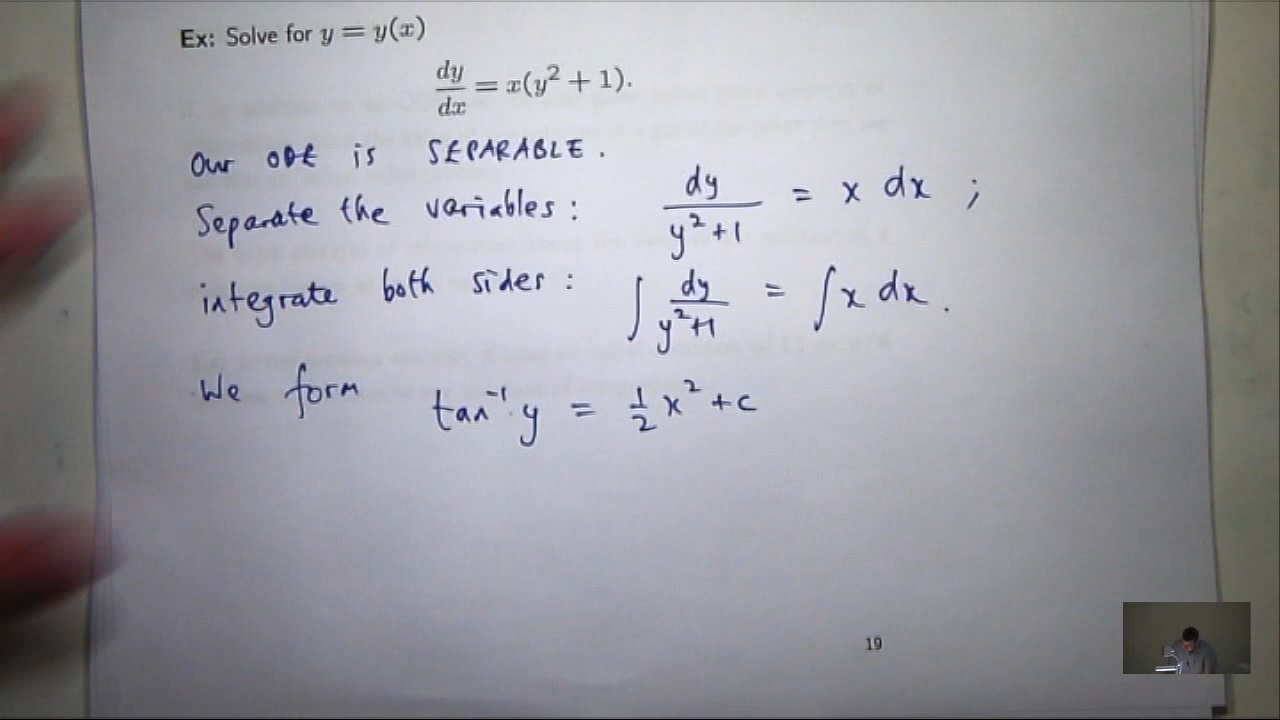 Ex: Solve for y = y(x)
dy/dx = x(y² + 1).
Our ODE is SEPARABLE.
Separate the variables: dy/(y²+1) = x dx ;
integrate both sides: ∫ dy/(y²+1) = ∫ x dx .
We form tan⁻¹ y = ½ x² + c
19